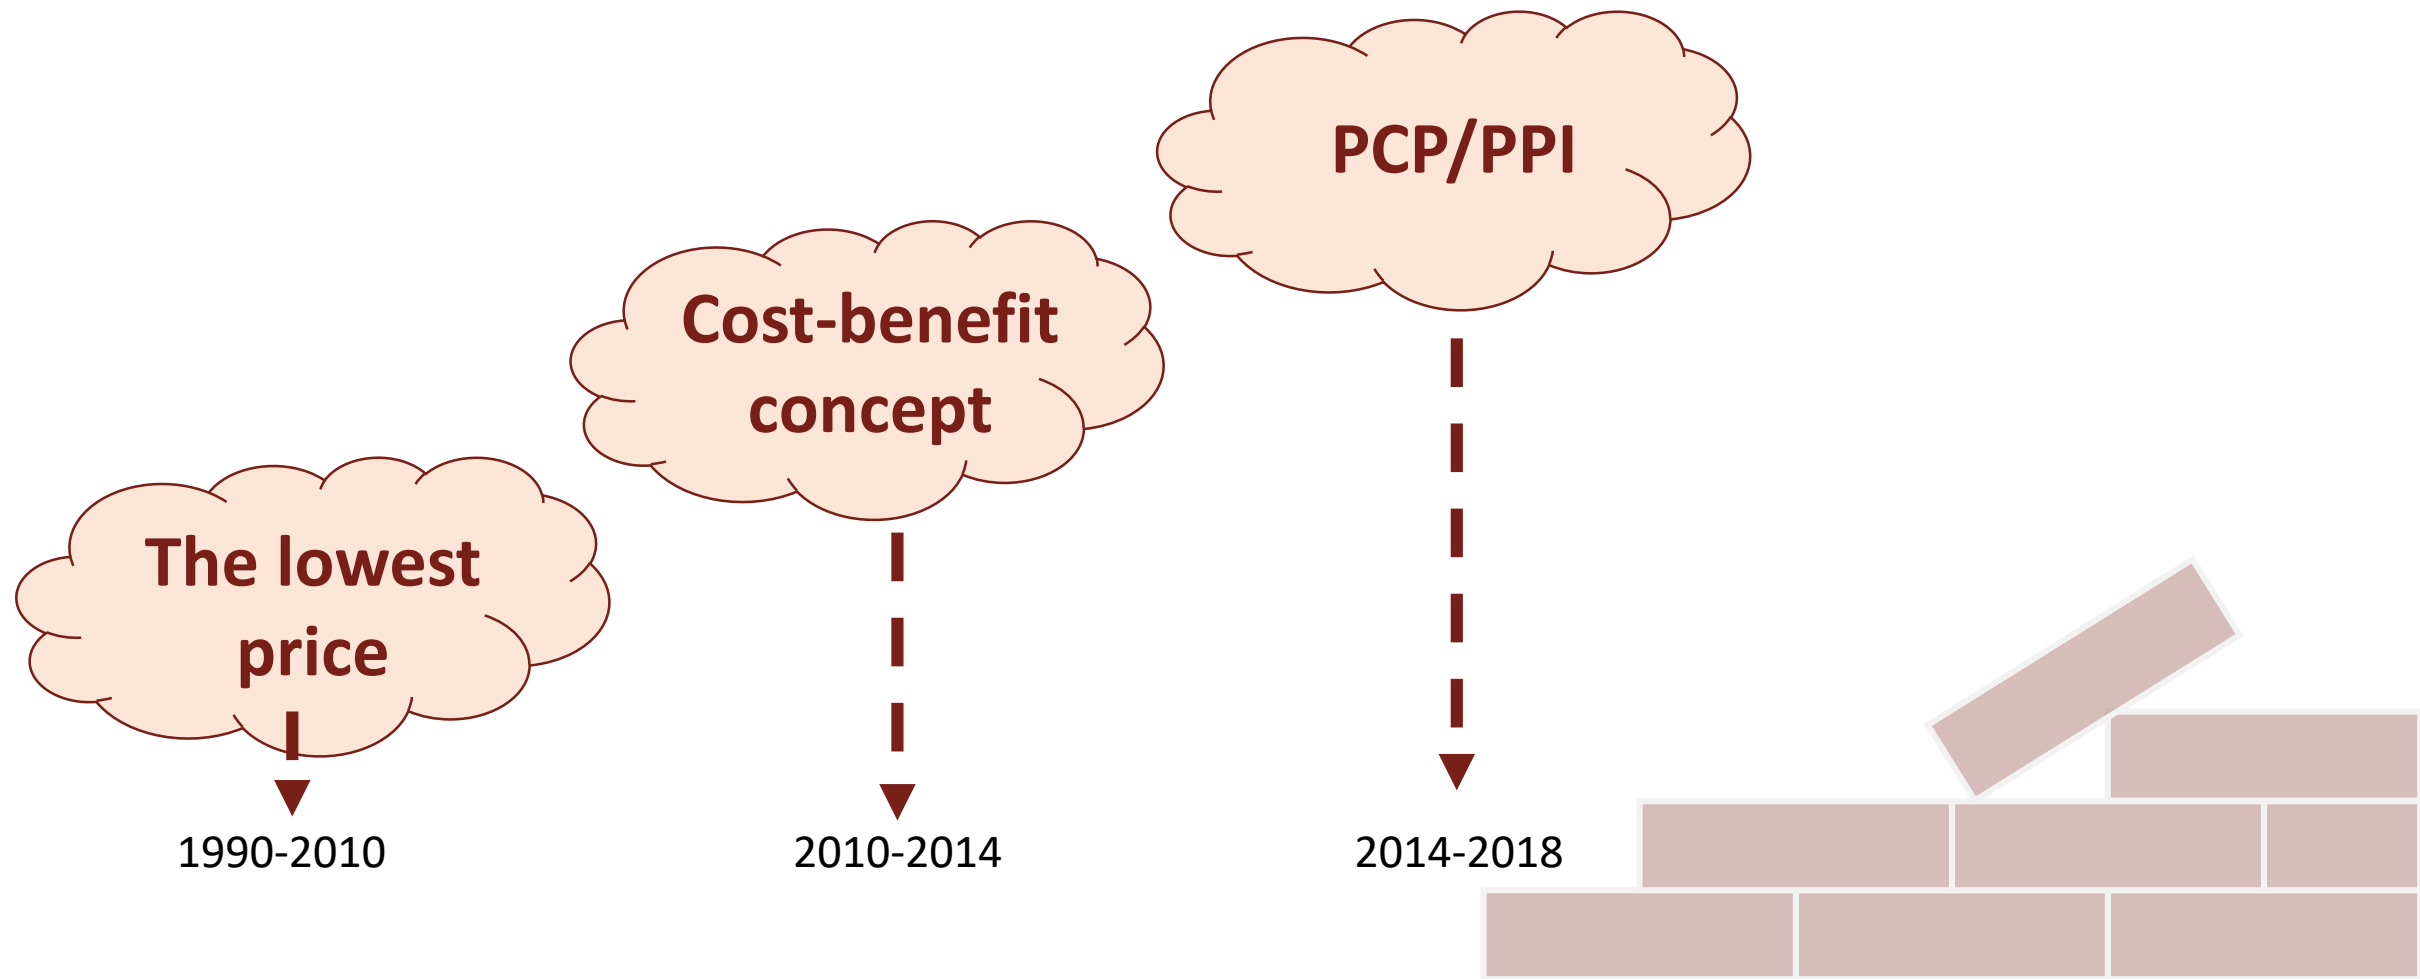 The lowest
price
1990-2010
Cost-benefit
concept
2010-2014
PCP/PPI
2014-2018